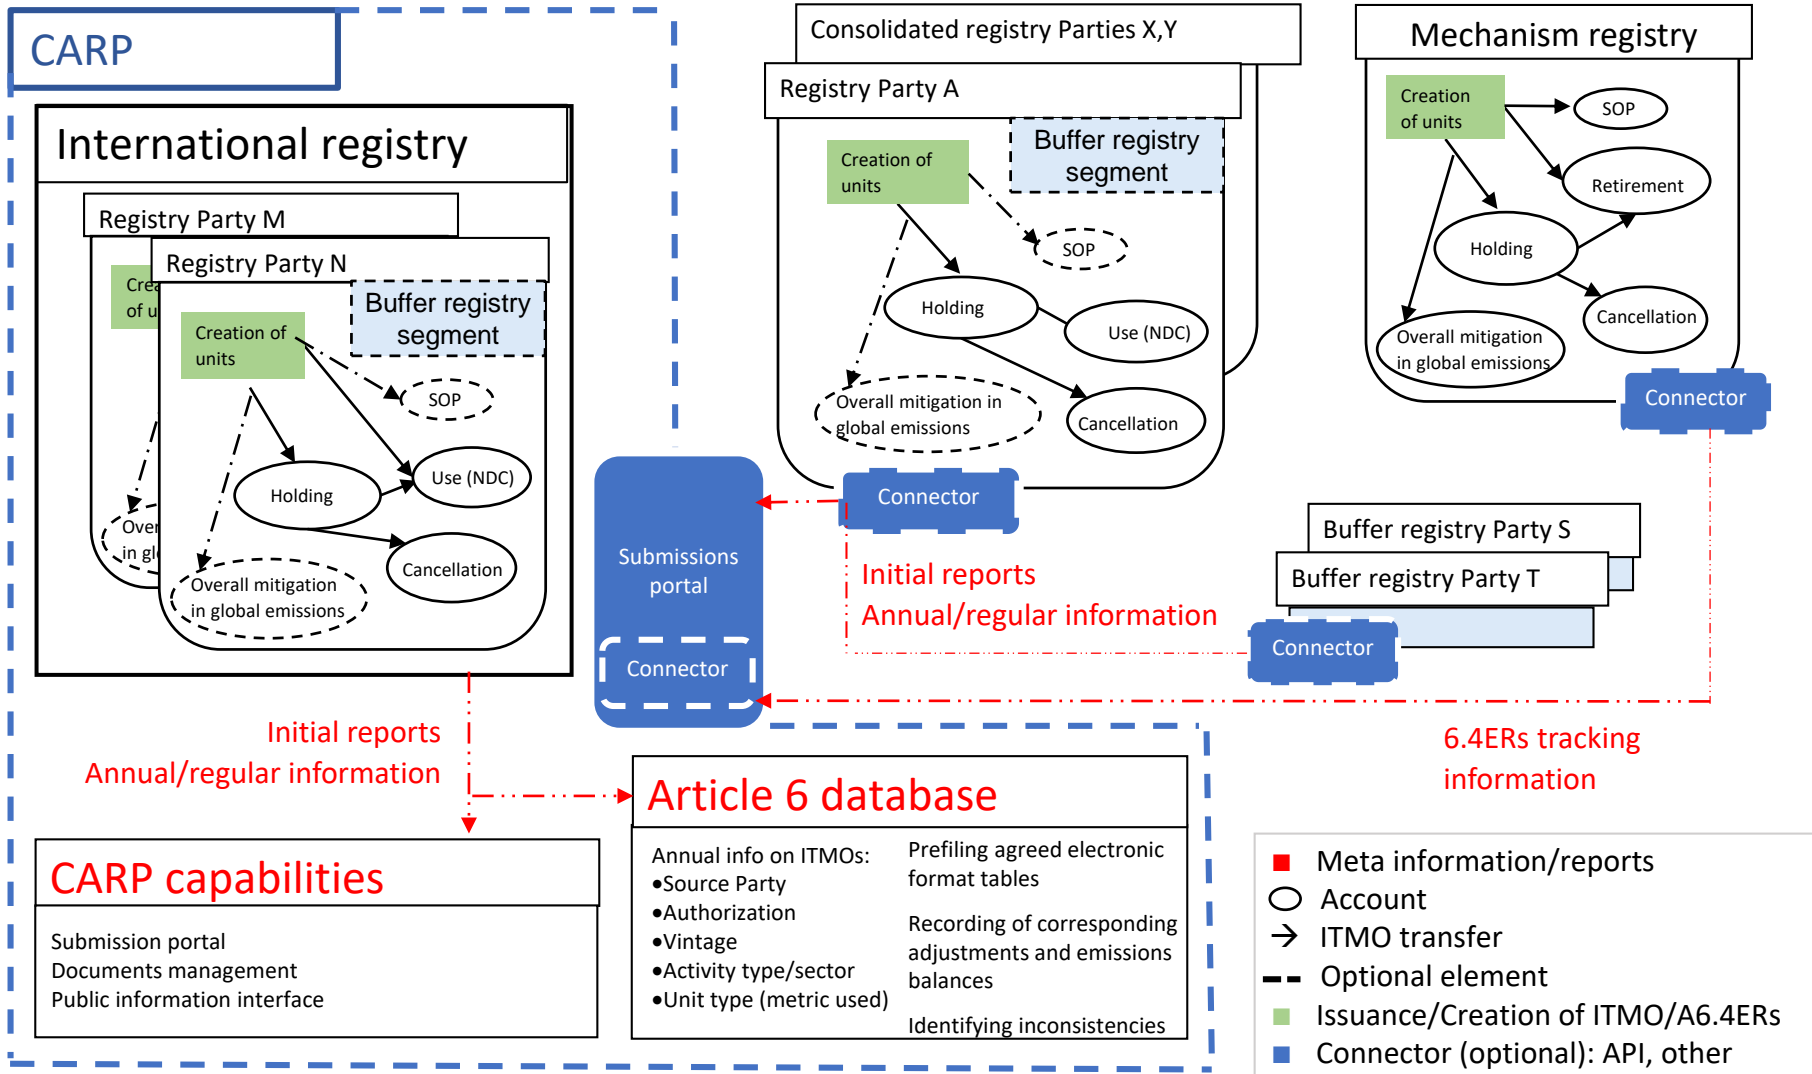 CARP
International registry
Registry Party M
Registry Party N
Crea
of u
Creation of
units
Buffer registry
segment
SOP
Use (NDC)
Holding
Cancellation
Over
in gl
Overall mitigation
in global emissions
Initial reports
Annual/regular information
Submissions
portal
Connector
Consolidated registry Parties X,Y
Registry Party A
Creation of
units
Buffer registry
segment
SOP
Holding
Use (NDC)
Overall mitigation in
global emissions
Cancellation
Connector
Initial reports
Annual/regular information
Mechanism registry
Creation
of units
SOP
Retirement
Holding
Cancellation
Overall mitigation
in global emissions
Connector
Buffer registry Party S
Buffer registry Party T
Connector
6.4ERs tracking
information
CARP capabilities
Submission portal
Documents management
Public information interface
Article 6 database
Annual info on ITMOs:
•Source Party
•Authorization
•Vintage
•Activity type/sector
•Unit type (metric used)
Prefiling agreed electronic
format tables
Recording of corresponding
adjustments and emissions
balances
Identifying inconsistencies
Meta information/reports
Account
ITMO transfer
Optional element
Issuance/Creation of ITMO/A6.4ERs
Connector (optional): API, other